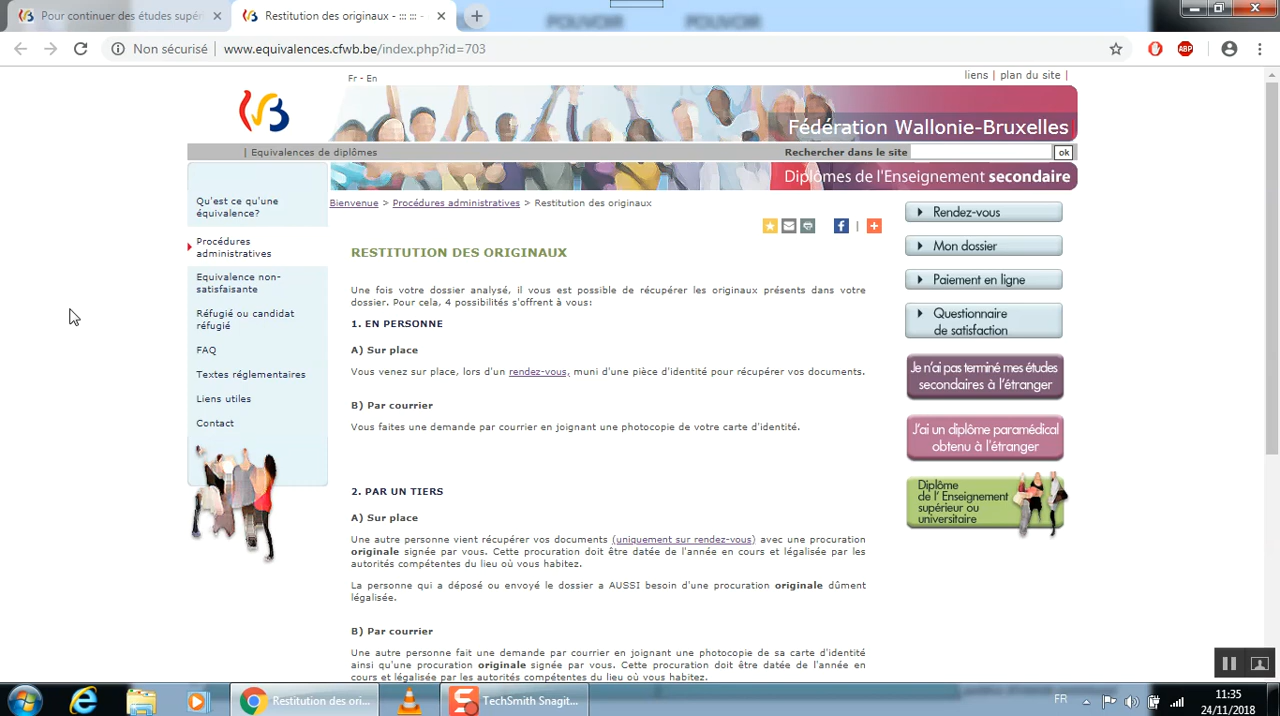 POUVOIR POUVOIR
Pour continuer des études supér
Restitution des originaux - ::: ::: -
Non sécurisé
www.equivalences.cfwb.be/index.php?id=703
ABP
Fr - En
liens | plan du site |
Fédération Wallonie-Bruxelles
| Equivalences de diplômes
Rechercher dans le site
ok
Diplômes de l'Enseignement secondaire
Qu'est ce qu'une
équivalence?
Procédures
administratives
Equivalence non-
satisfaisante
Réfugié ou candidat
réfugié
FAQ
Textes réglementaires
Liens utiles
Contact
Bienvenue > Procédures administratives > Restitution des originaux
RESTITUTION DES ORIGINAUX
Une fois votre dossier analysé, il vous est possible de récupérer les originaux présents dans votre
dossier. Pour cela, 4 possibilités s'offrent à vous:
1. EN PERSONNE
A) Sur place
Vous venez sur place, lors d'un rendez-vous, muni d'une pièce d'identité pour récupérer vos documents.
B) Par courrier
Vous faites une demande par courrier en joignant une photocopie de votre carte d'identité.
2. PAR UN TIERS
A) Sur place
Une autre personne vient récupérer vos documents (uniquement sur rendez-vous) avec une procuration
originale signée par vous. Cette procuration doit être datée de l'année en cours et légalisée par les
autorités compétentes du lieu où vous habitez.
La personne qui a déposé ou envoyé le dossier a AUSSI besoin d'une procuration originale dûment
légalisée.
B) Par courrier
Une autre personne fait une demande par courrier en joignant une photocopie de sa carte d'identité
ainsi qu'une procuration originale signée par vous. Cette procuration doit être datée de l'année en
cours et légalisée par les autorités compétentes du lieu où vous habitez.
Rendez-vous
Mon dossier
Paiement en ligne
Questionnaire
de satisfaction
Je n'ai pas terminé mes études
secondaires à l'étranger
J'ai un diplôme paramédical
obtenu à l'étranger
Diplôme
de l' Enseignement
supérieur ou
universitaire
Restitution des ori...
TechSmith Snagit...
FR
11:35
24/11/2018